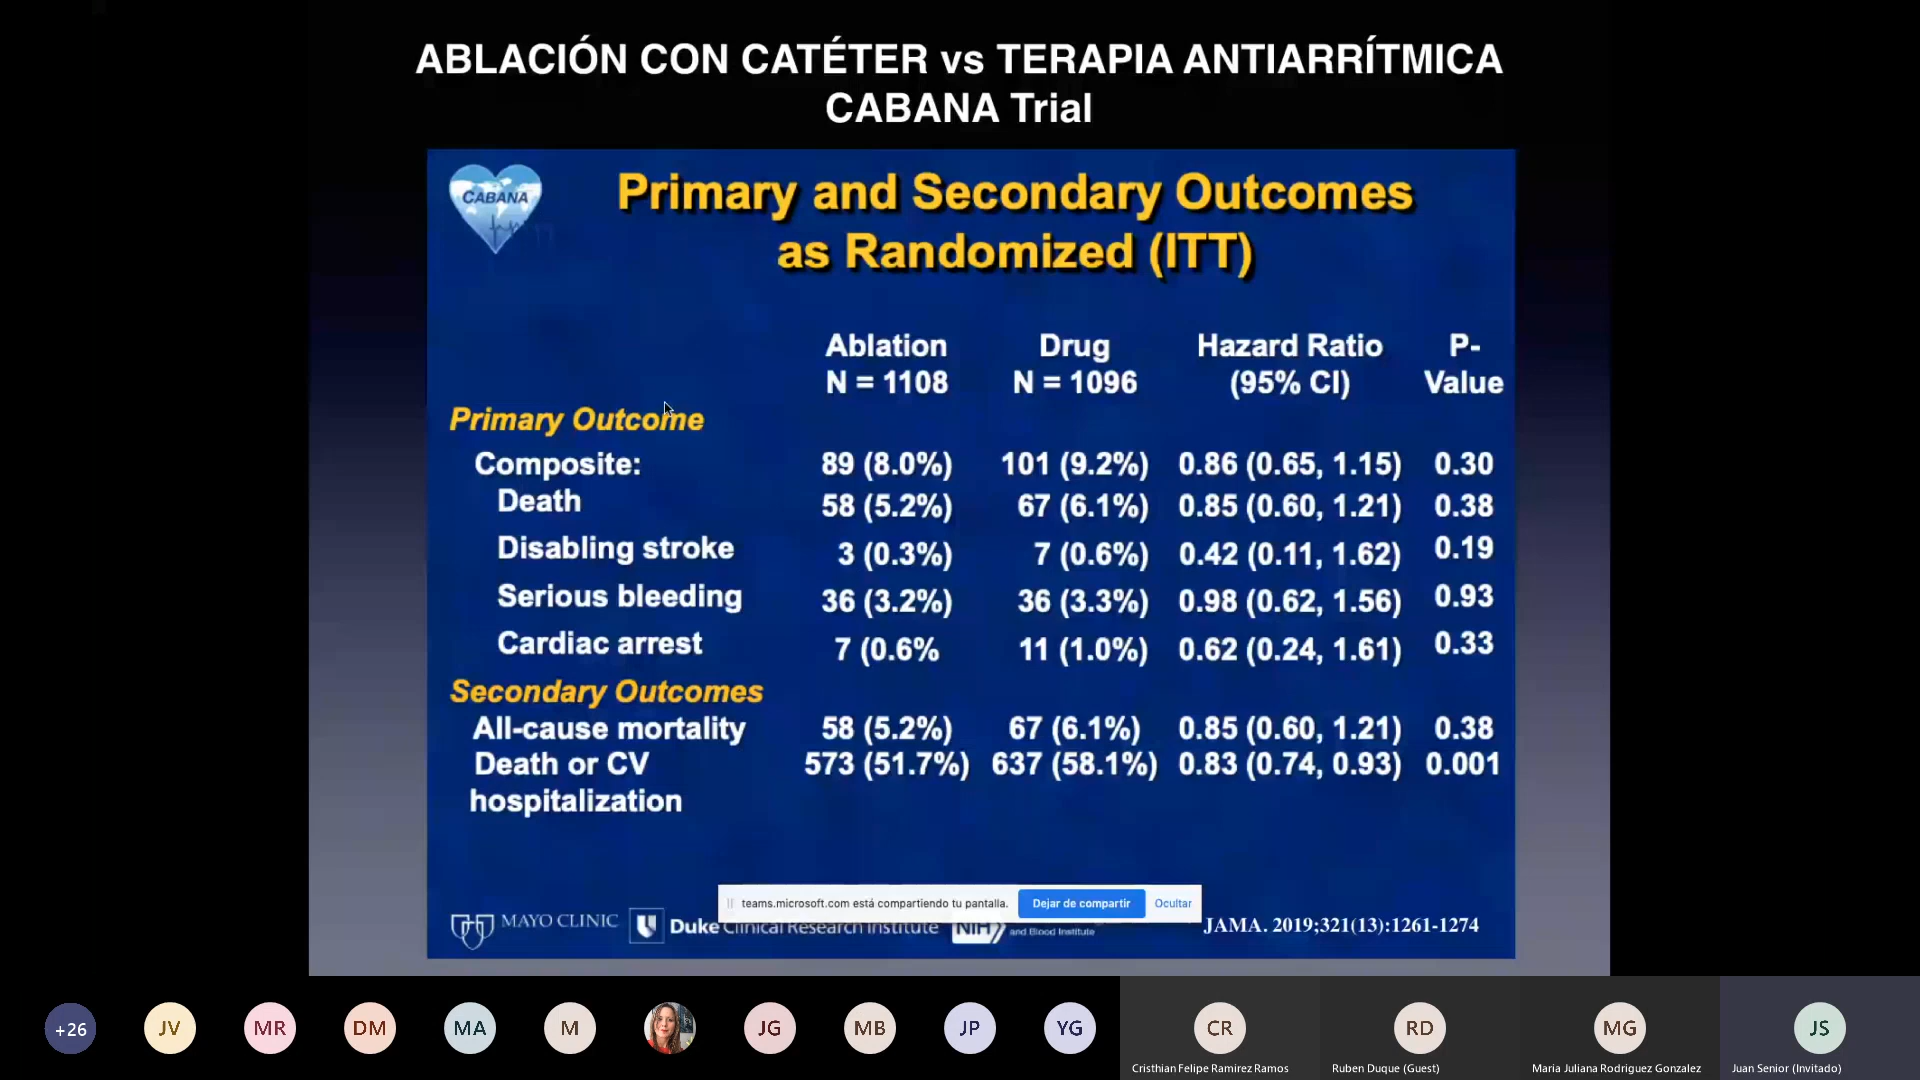 ABLACIÓN CON CATÉTER vs TERAPIA ANTIARRÍTMICA
CABANA Trial
CABANA
Primary and Secondary Outcomes
as Randomized (ITT)
Ablation Drug Hazard Ratio P-
N = 1108 N = 1096 (95% CI) Value
Primary Outcome
Composite: 89 (8.0%) 101 (9.2%) 0.86 (0.65, 1.15) 0.30
Death 58 (5.2%) 67 (6.1%) 0.85 (0.60, 1.21) 0.38
Disabling stroke 3 (0.3%) 7 (0.6%) 0.42 (0.11, 1.62) 0.19
Serious bleeding 36 (3.2%) 36 (3.3%) 0.98 (0.62, 1.56) 0.93
Cardiac arrest 7 (0.6% 11 (1.0%) 0.62 (0.24, 1.61) 0.33
Secondary Outcomes
All-cause mortality 58 (5.2%) 67 (6.1%) 0.85 (0.60, 1.21) 0.38
Death or CV 573 (51.7%) 637 (58.1%) 0.83 (0.74, 0.93) 0.001
hospitalization
teams.microsoft.com está compartiendo tu pantalla. Dejar de compartir Ocultar
MAYO CLINIC Duke Clinical Research Institute NIH and Blood Institute JAMA. 2019;321(13):1261-1274
+26 JV MR DM MA M JG MB JP YG CR RD MG JS
Cristhian Felipe Ramirez Ramos Ruben Duque (Guest) Maria Juliana Rodriguez Gonzalez Juan Senior (Invitado)